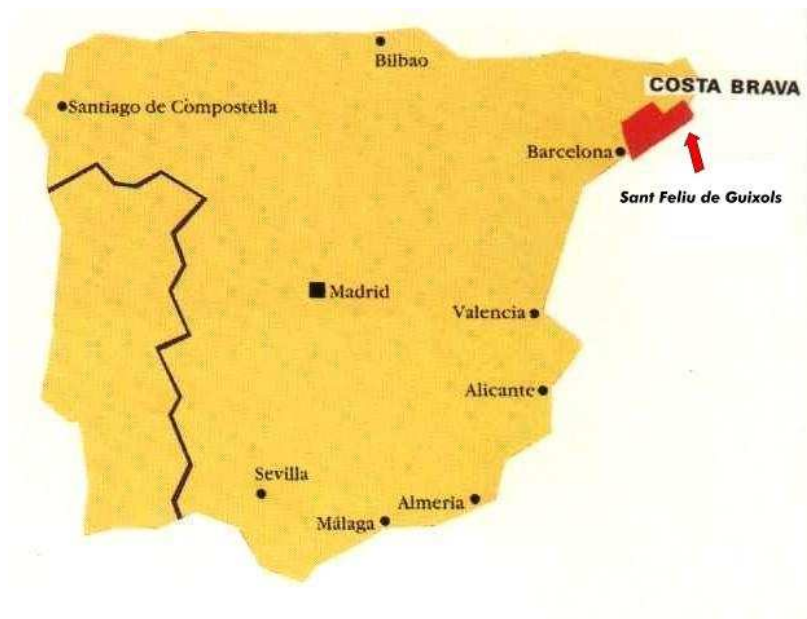 Bilbao
COSTA BRAVA
Santiago de Compostella
Barcelona
Sant Feliu de Guixols
Madrid
Valencia
Alicante
Sevilla
Almeria
Málaga